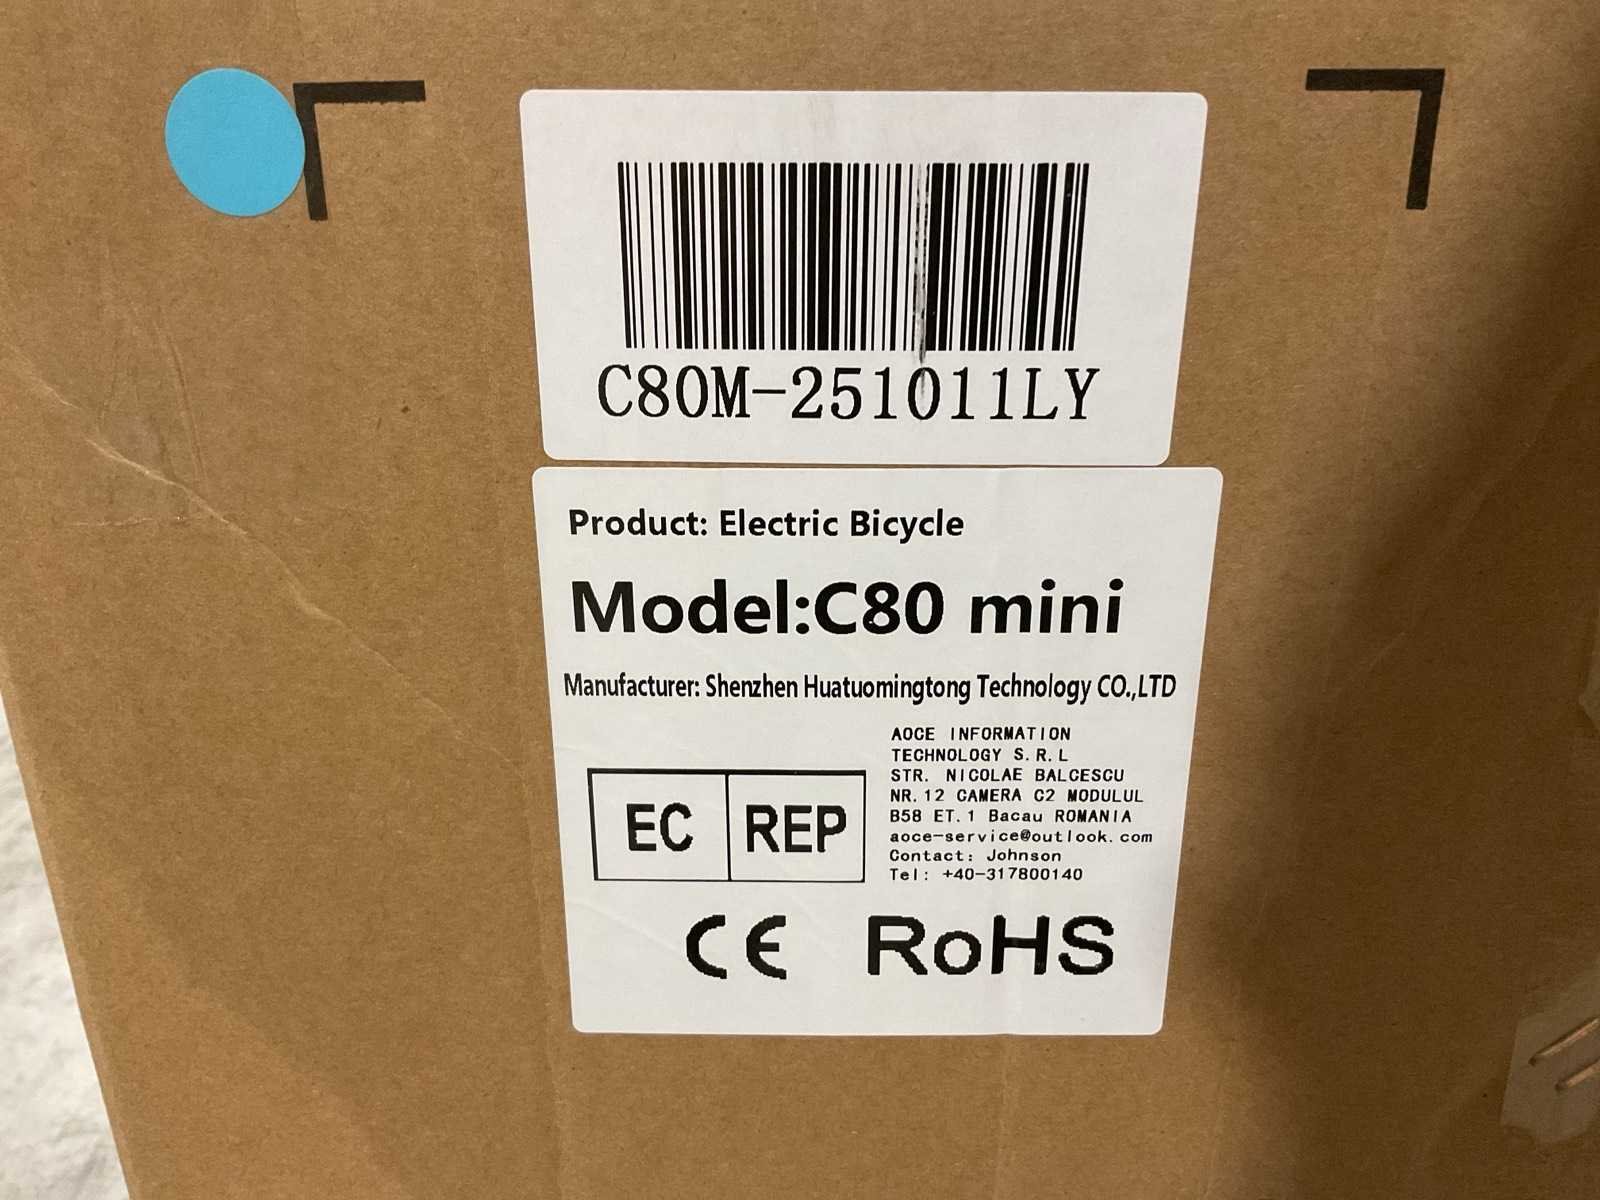 C80M-251011LY
Product: Electric Bicycle
Model:C80 mini
Manufacturer: Shenzhen Huatuomingtong Technology CO.,LTD
AOCE INFORMATION
TECHNOLOGY S.R.L
STR. NICOLAE BALCESCU
NR.12 CAMERA C2 MODULUL
B58 ET.1 Bacau ROMANIA
aoce-service@outlook.com
Contact: Johnson
Tel: +40-317800140
EC REP
CE RoHS